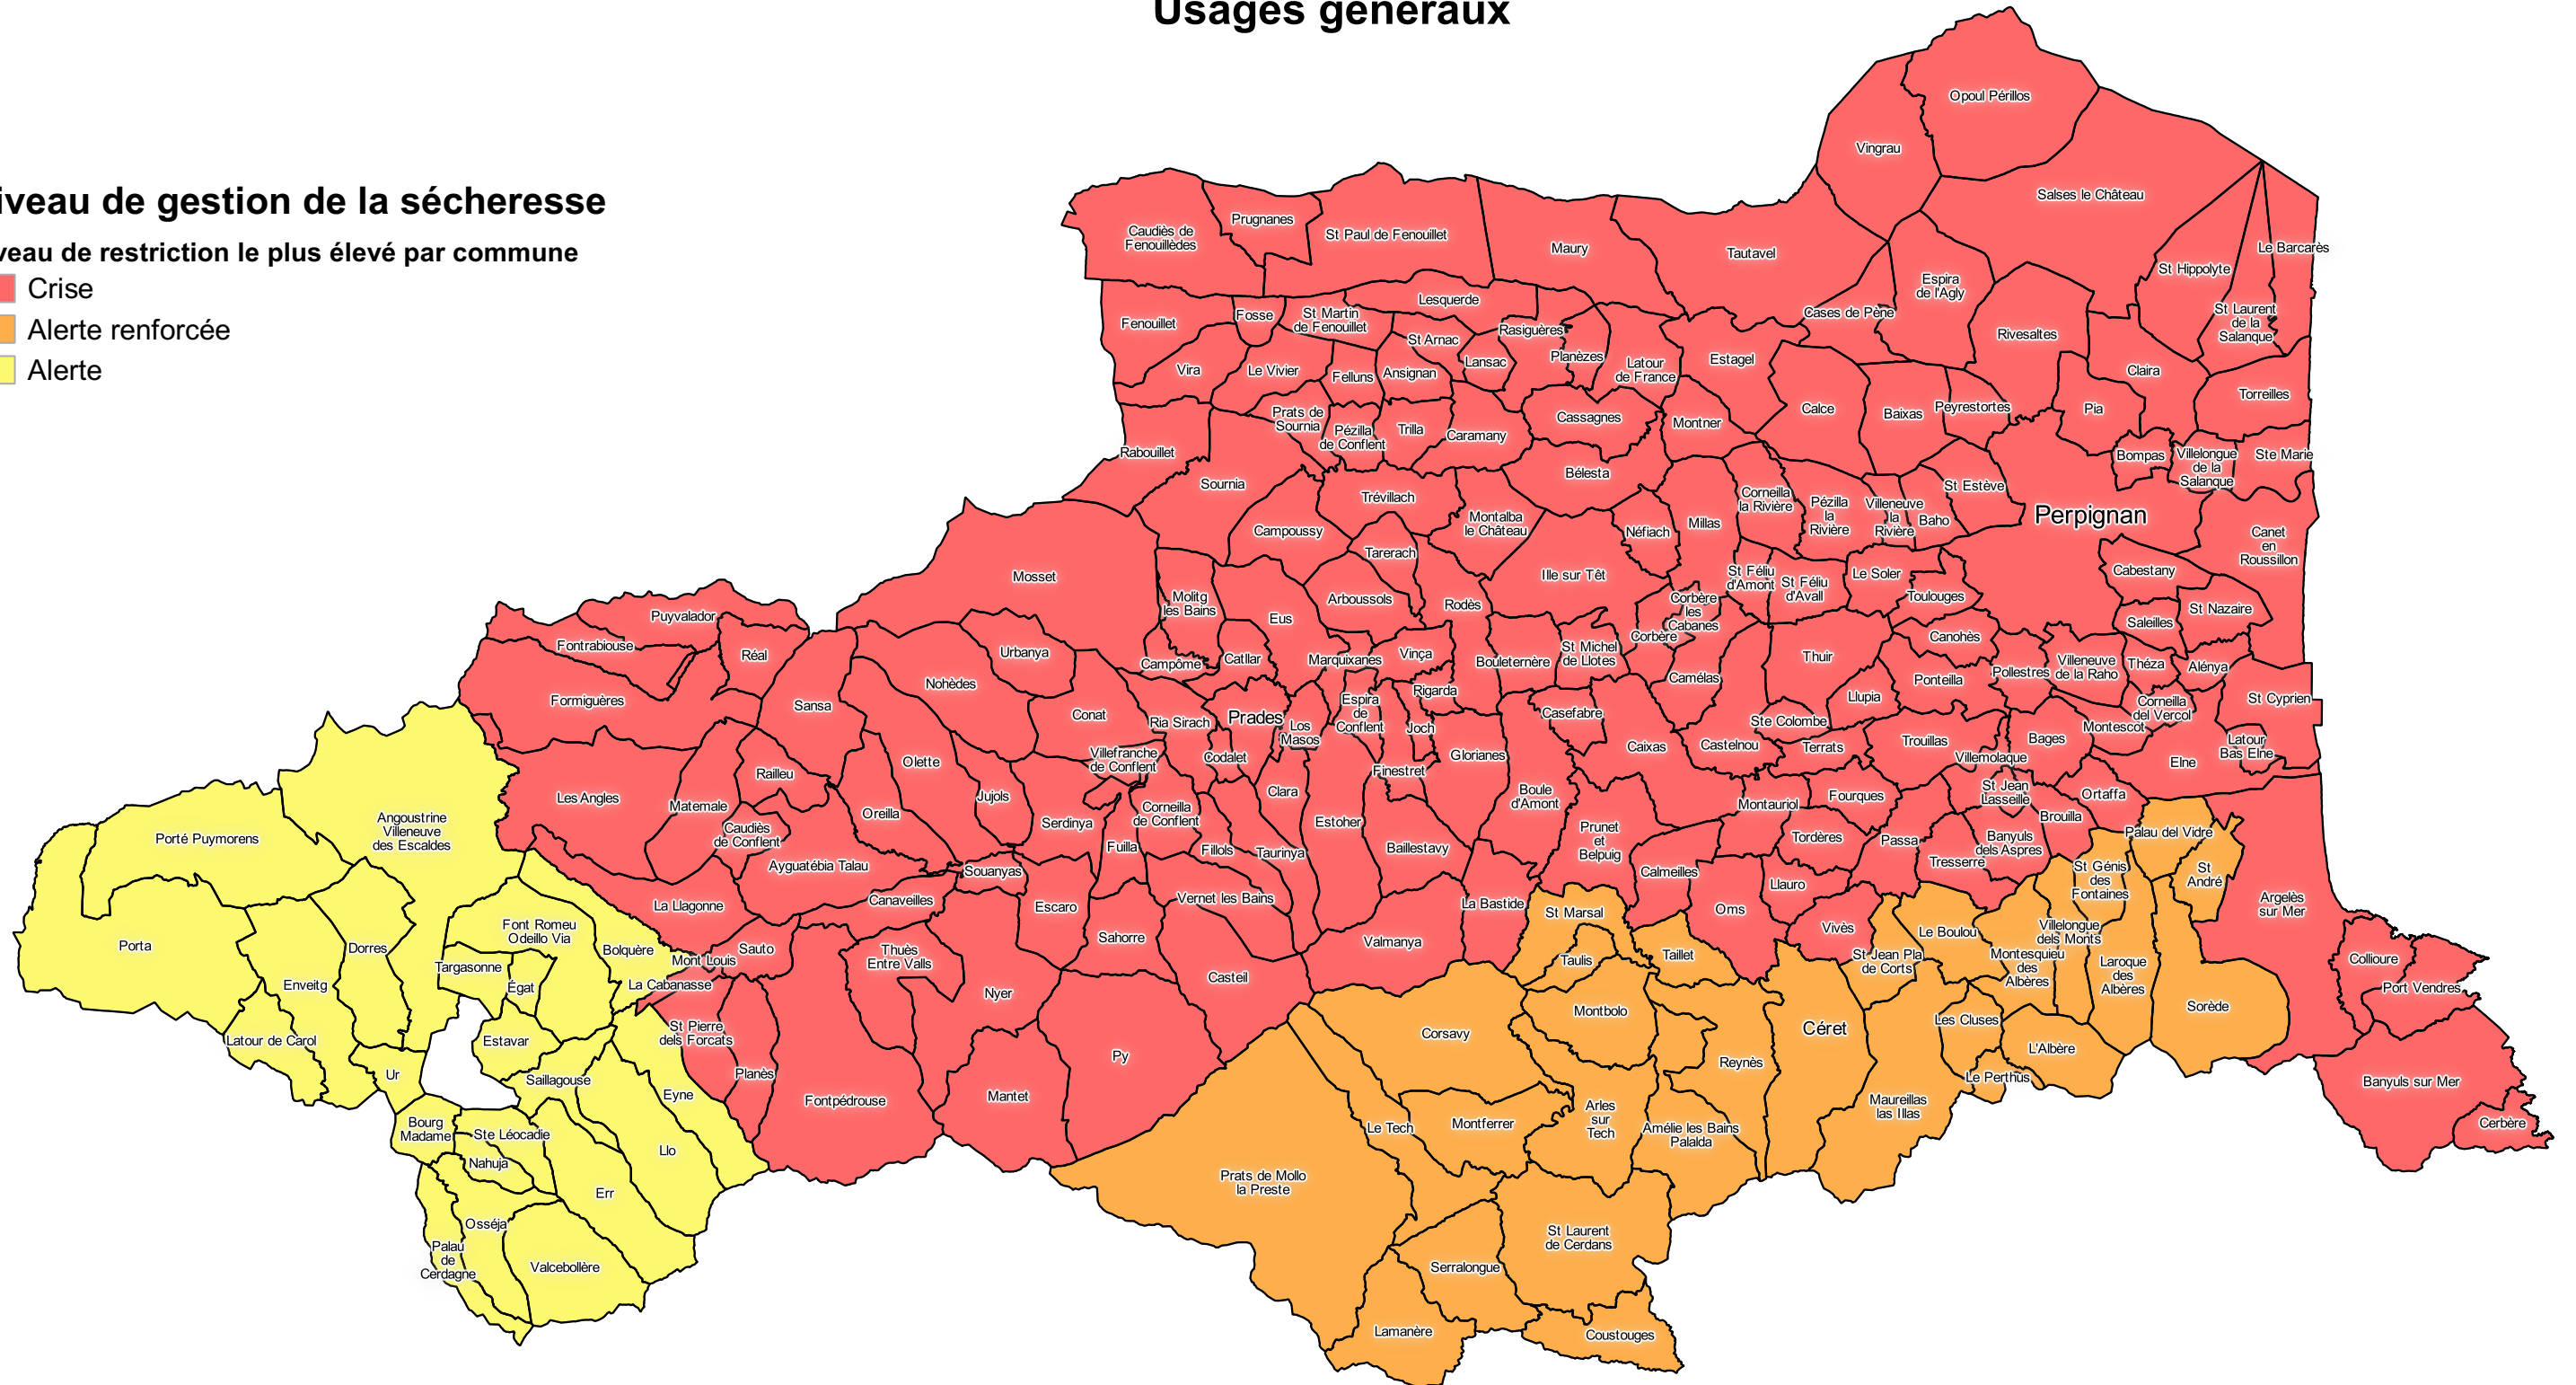 Usages généraux
iveau de gestion de la sécheresse
veau de restriction le plus élevé par commune
Crise
Alerte renforcée
Alerte
Opoul Périllos
Vingrau
Salses le Château
Caudiès de
Fenouillèdes
Prugnanes
St Paul de Fenouillet
Maury
Tautavel
Le Barcarès
St Hippolyte
Espira
de l'Agly
Cases de Pène
Lesquerde
Fenouillet
Fosse
St Martin
de Fenouillet
St Arnac
Rasiguères
Planèzes
Lansac
Latour
de France
Estagel
Rivesaltes
St Laurent
de la
Salanque
Claira
Vira
Le Vivier
Felluns
Ansignan
Torreilles
Calce
Baixas
Peyrestortes
Pia
Prats de
Sournia
Pézilla
de Conflent
Trilla
Caramany
Cassagnes
Montner
Rabouillet
Bompas
Villelongue
de la
Salanque
Ste Marie
Sournia
Trévillach
Bélesta
Corneilla
la Rivière
Pézilla
la
Rivière
Villeneuve
la
Rivière
Baho
St Estève
Perpignan
Campoussy
Montalba
le Château
Néfiach
Millas
Canet
en
Roussillon
Tarerach
Mosset
Ille sur Têt
St Féliu
d'Amont
St Féliu
d'Avall
Le Soler
Toulouges
Cabestany
Molitg
les Bains
Eus
Arboussols
Rodès
Corbère
les
Cabanes
Corbère
St Nazaire
Saleilles
Puyvalador
Fontrabiouse
Réal
Urbanya
Campôme
Catllar
Marquixanes
Vinça
Bouleternère
St Michel
de Llotes
Camélas
Thuir
Canohès
Pollestres
Villeneuve
de la Raho
Théza
Alénya
Nohèdes
Formiguères
Sansa
Conat
Ria Sirach
Prades
Los
Masos
Espira
de
Conflent
Rigarda
Joch
Casefabre
Llupia
Ponteilla
Corneilla
del Vercol
St Cyprien
Ste Colombe
Montescot
Villefranche
de Conflent
Codalet
Glorianes
Caixas
Castelnou
Terrats
Trouillas
Villemolaque
Bages
Elne
Latour
Bas Elne
Olette
Railleu
Finestret
Les Angles
Matemale
Jujols
Clara
Boule
d'Amont
Montauriol
Fourques
St Jean
Lasseille
Ortaffa
Oreilla
Serdinya
Corneilla
de Conflent
Estoher
Brouilla
Angoustrine
Villeneuve
des Escaldes
Porté Puymorens
Caudiès
de Conflent
Fuilla
Fillols
Taurinya
Baillestavy
Prunet
et
Belpuig
Tordères
Passa
Banyuls
dels Aspres
Tresserre
Palau del Vidre
Ayguatébia Talau
Souanyas
Calmeilles
Llauro
St Génis
des
Fontaines
St
André
La Llagonne
Canaveilles
Escaro
Vernet les Bains
La Bastide
Oms
Argelès
sur Mer
St Marsal
Porta
Dorres
Font Romeu
Odeillo Via
Bolquère
Sauto
Thuès
Entre Valls
Sahorre
Valmanya
Vivès
Le Boulou
Villelongue
dels Monts
Taulis
Taillet
St Jean Pla
de Corts
Montesquieu
des
Albères
Laroque
des
Albères
Collioure
Port Vendres
Targasonne
Égat
Mont Louis
La Cabanasse
Enveitg
Casteil
Nyer
Sorède
Montbolo
Céret
Les Cluses
L'Albère
Latour de Carol
Estavar
St Pierre
dels Forcats
Corsavy
Reynès
Ur
Saillagouse
Planès
Py
Le Perthus
Banyuls sur Mer
Eyne
Fontpédrouse
Mantet
Maureillas
las Illas
Cerbère
Bourg
Madame
Ste Léocadie
Llo
Le Tech
Montferrer
Arles
sur
Tech
Amélie les Bains
Palalda
Nahuja
Err
Prats de Mollo
la Preste
Osséja
St Laurent
de Cerdans
Palau
de
Cerdagne
Valcebollère
Serralongue
Lamanère
Coustouges